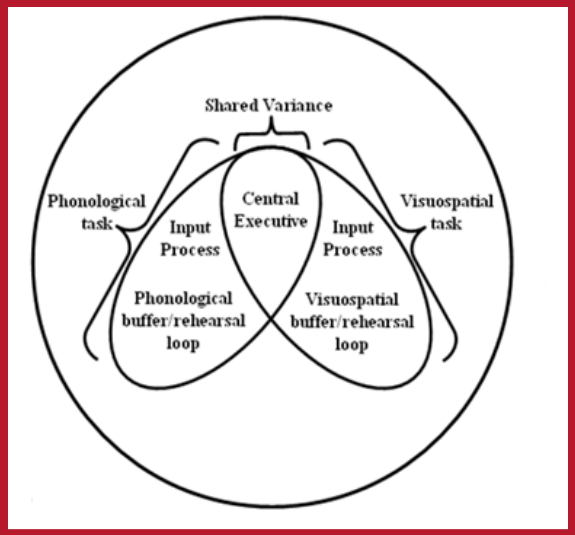 Shared Variance
Phonological
task
Visuospatial
task
Central
Executive
Input
Process
Input
Process
Phonological
buffer/rehearsal
loop
Visuospatial
buffer/rehearsal
loop